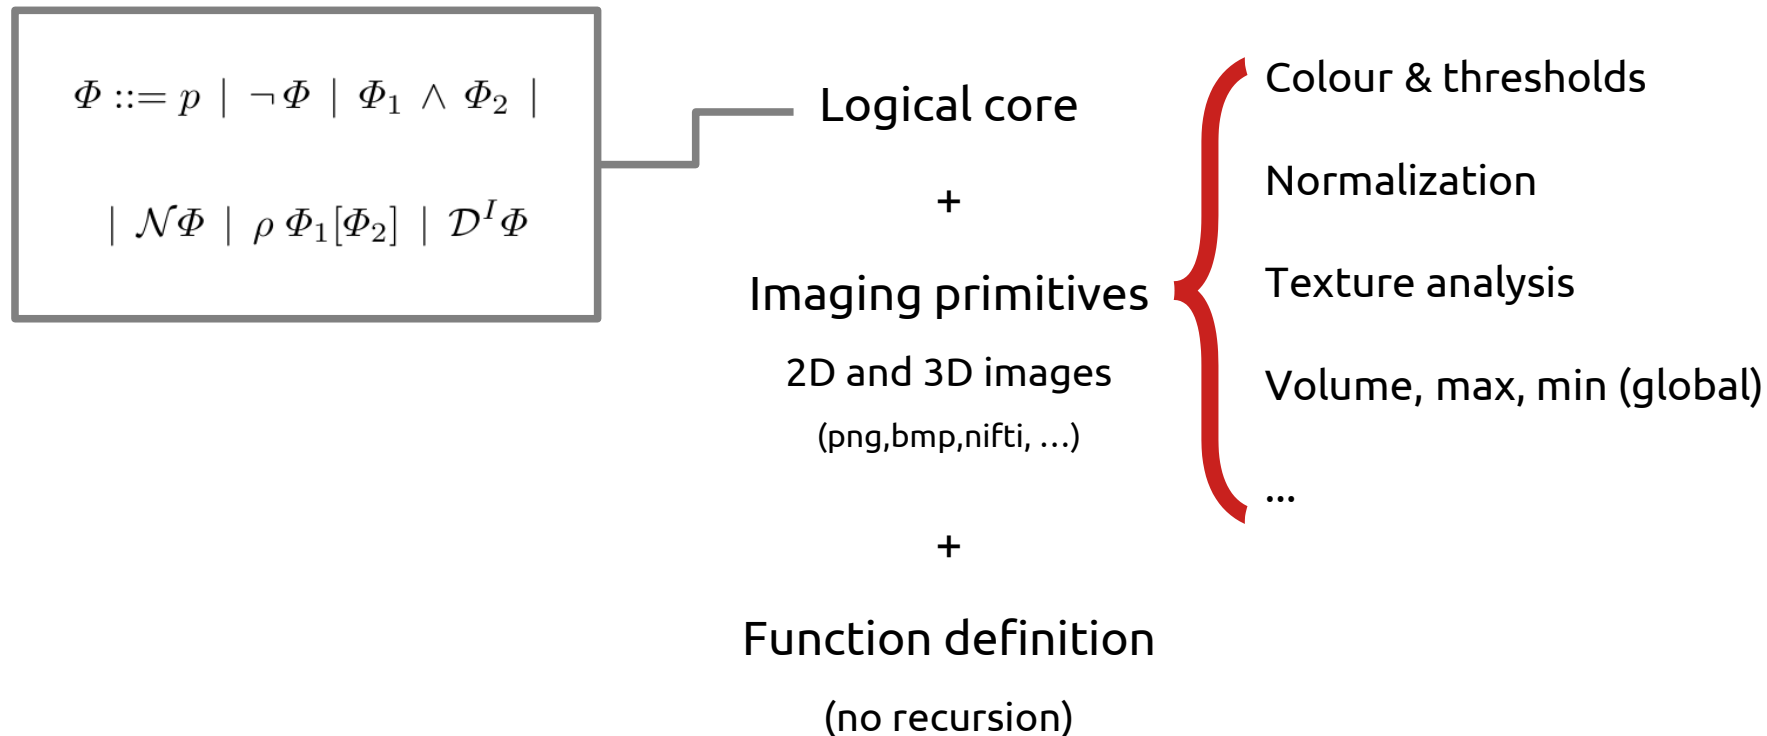 Φ ::= p | ¬ Φ | Φ₁ ∧ Φ₂ |
| 𝒩Φ | ρ Φ₁[Φ₂] | 𝒟ᴵΦ
Logical core
+
Imaging primitives
2D and 3D images
(png,bmp,nifti, ...)
+
Function definition
(no recursion)
Colour & thresholds
Normalization
Texture analysis
Volume, max, min (global)
...